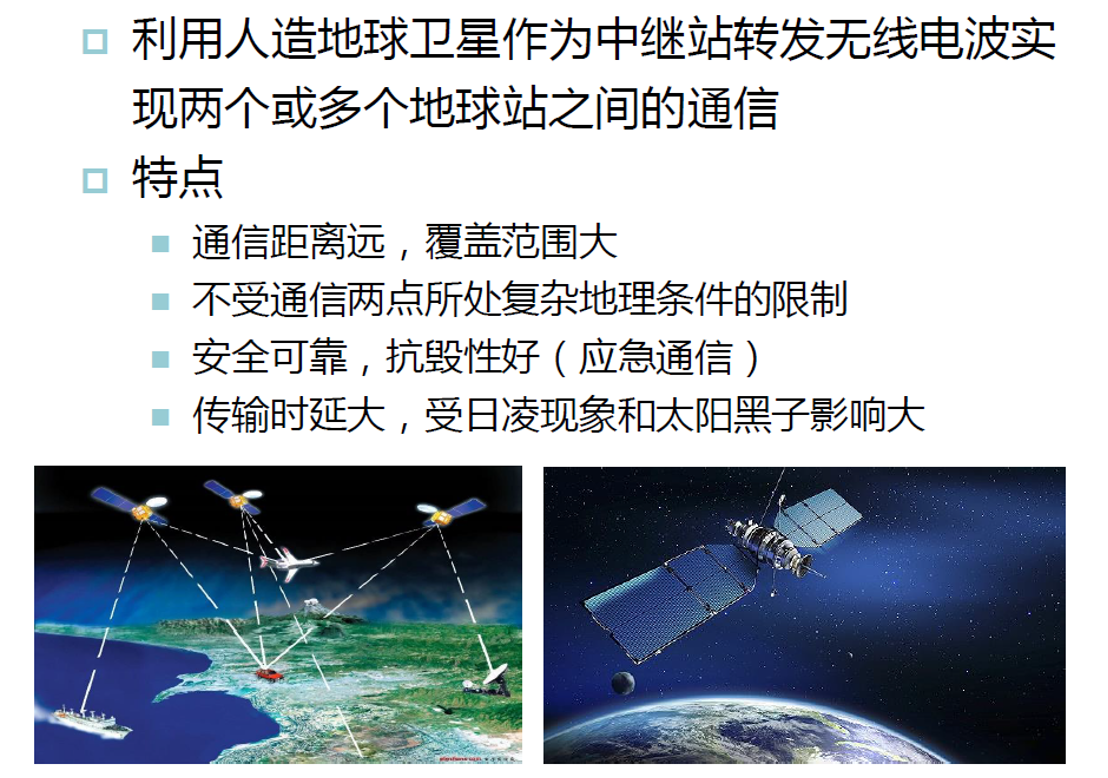 利用人造地球卫星作为中继站转发无线电波实
现两个或多个地球站之间的通信
特点
通信距离远，覆盖范围大
不受通信两点所处复杂地理条件的限制
安全可靠，抗毁性好（应急通信）
传输时延大，受日凌现象和太阳黑子影响大